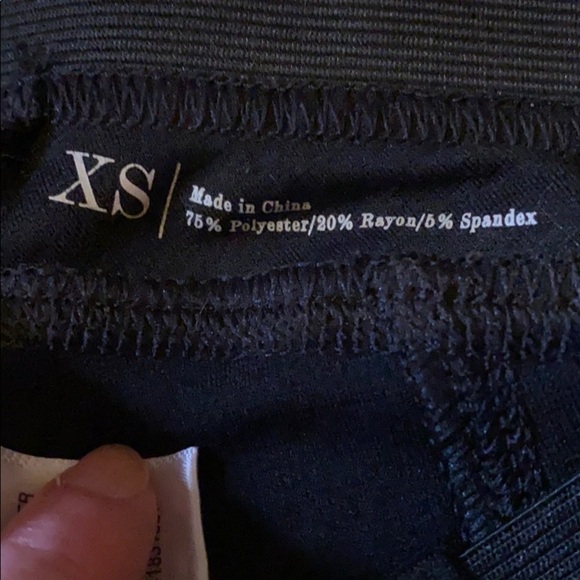 XS
Made in China
75% Polyester/20% Rayon/5% Spandex